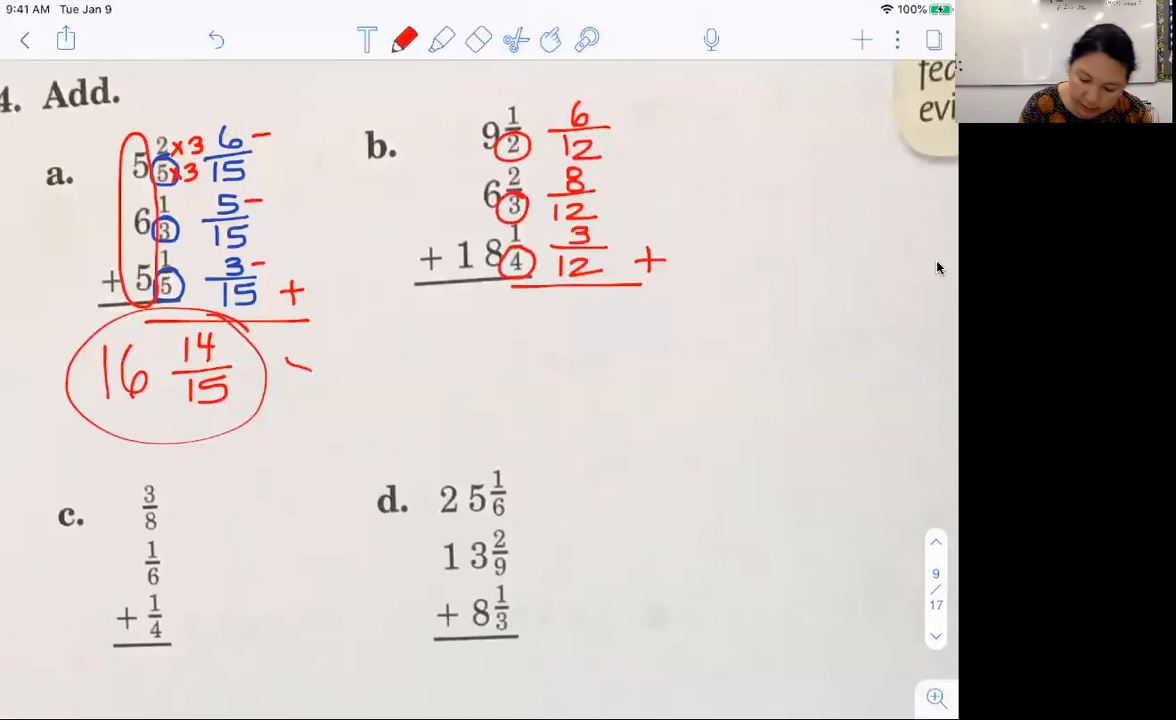 9:41 AM Tue Jan 9
100%
T
fec
evi
4. Add.
a.
5 2/5 x 3 x 3 6/15
6 1/3 5/15
+ 5 1/5 3/15 +
16 14/15
b.
9 1/2 6/12
6 2/3 8/12
+ 18 1/4 3/12 +
c.
3/8
1/6
+ 1/4
d.
25 1/6
13 2/9
+ 8 1/3
9
/
17